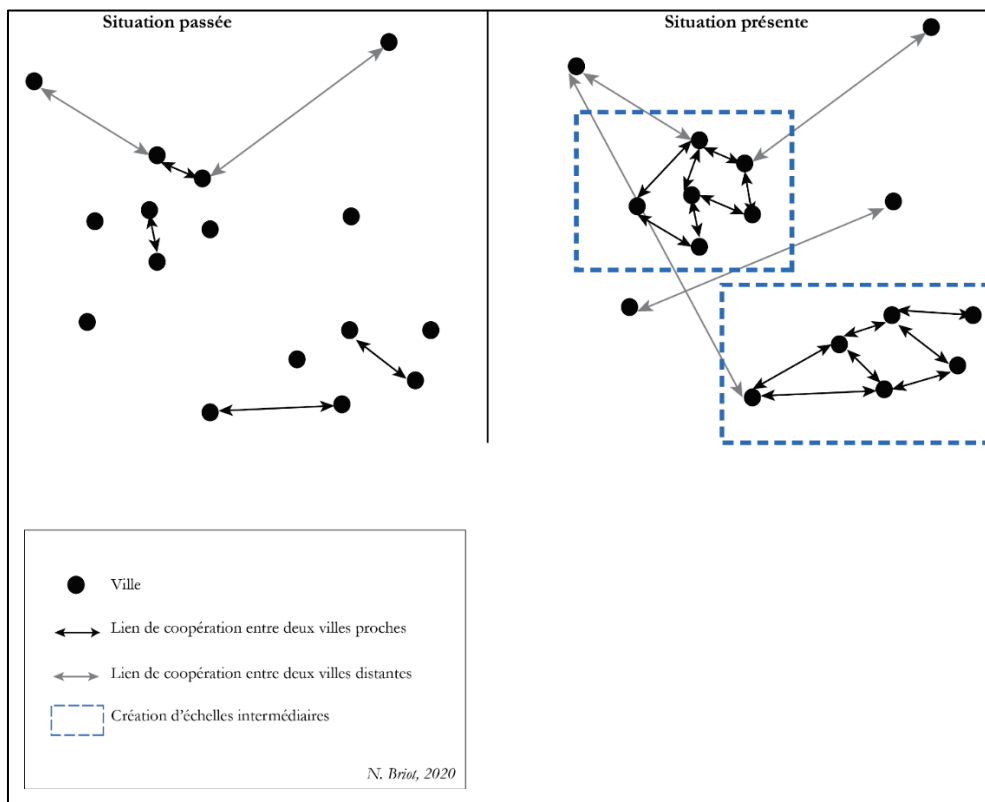 Situation passée
Situation présente
Ville
Lien de coopération entre deux villes proches
Lien de coopération entre deux villes distantes
Création d'échelles intermédiaires
N. Briot, 2020